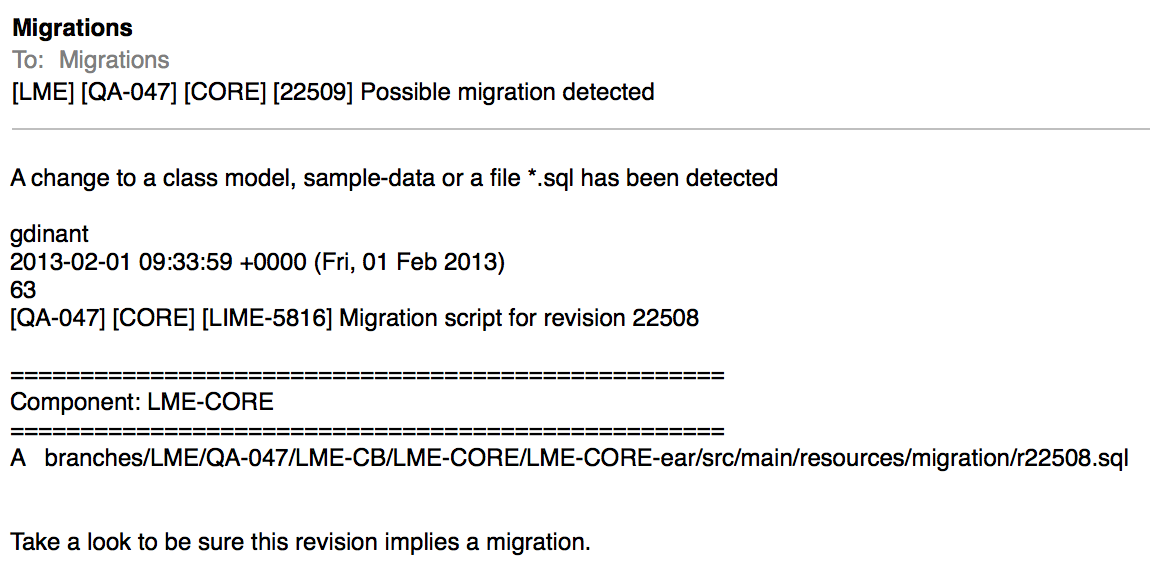 Migrations
To: Migrations
[LME] [QA-047] [CORE] [22509] Possible migration detected
A change to a class model, sample-data or a file *.sql has been detected
gdinant
2013-02-01 09:33:59 +0000 (Fri, 01 Feb 2013)
63
[QA-047] [CORE] [LIME-5816] Migration script for revision 22508
===================================================
Component: LME-CORE
===================================================
A branches/LME/QA-047/LME-CB/LME-CORE/LME-CORE-ear/src/main/resources/migration/r22508.sql
Take a look to be sure this revision implies a migration.